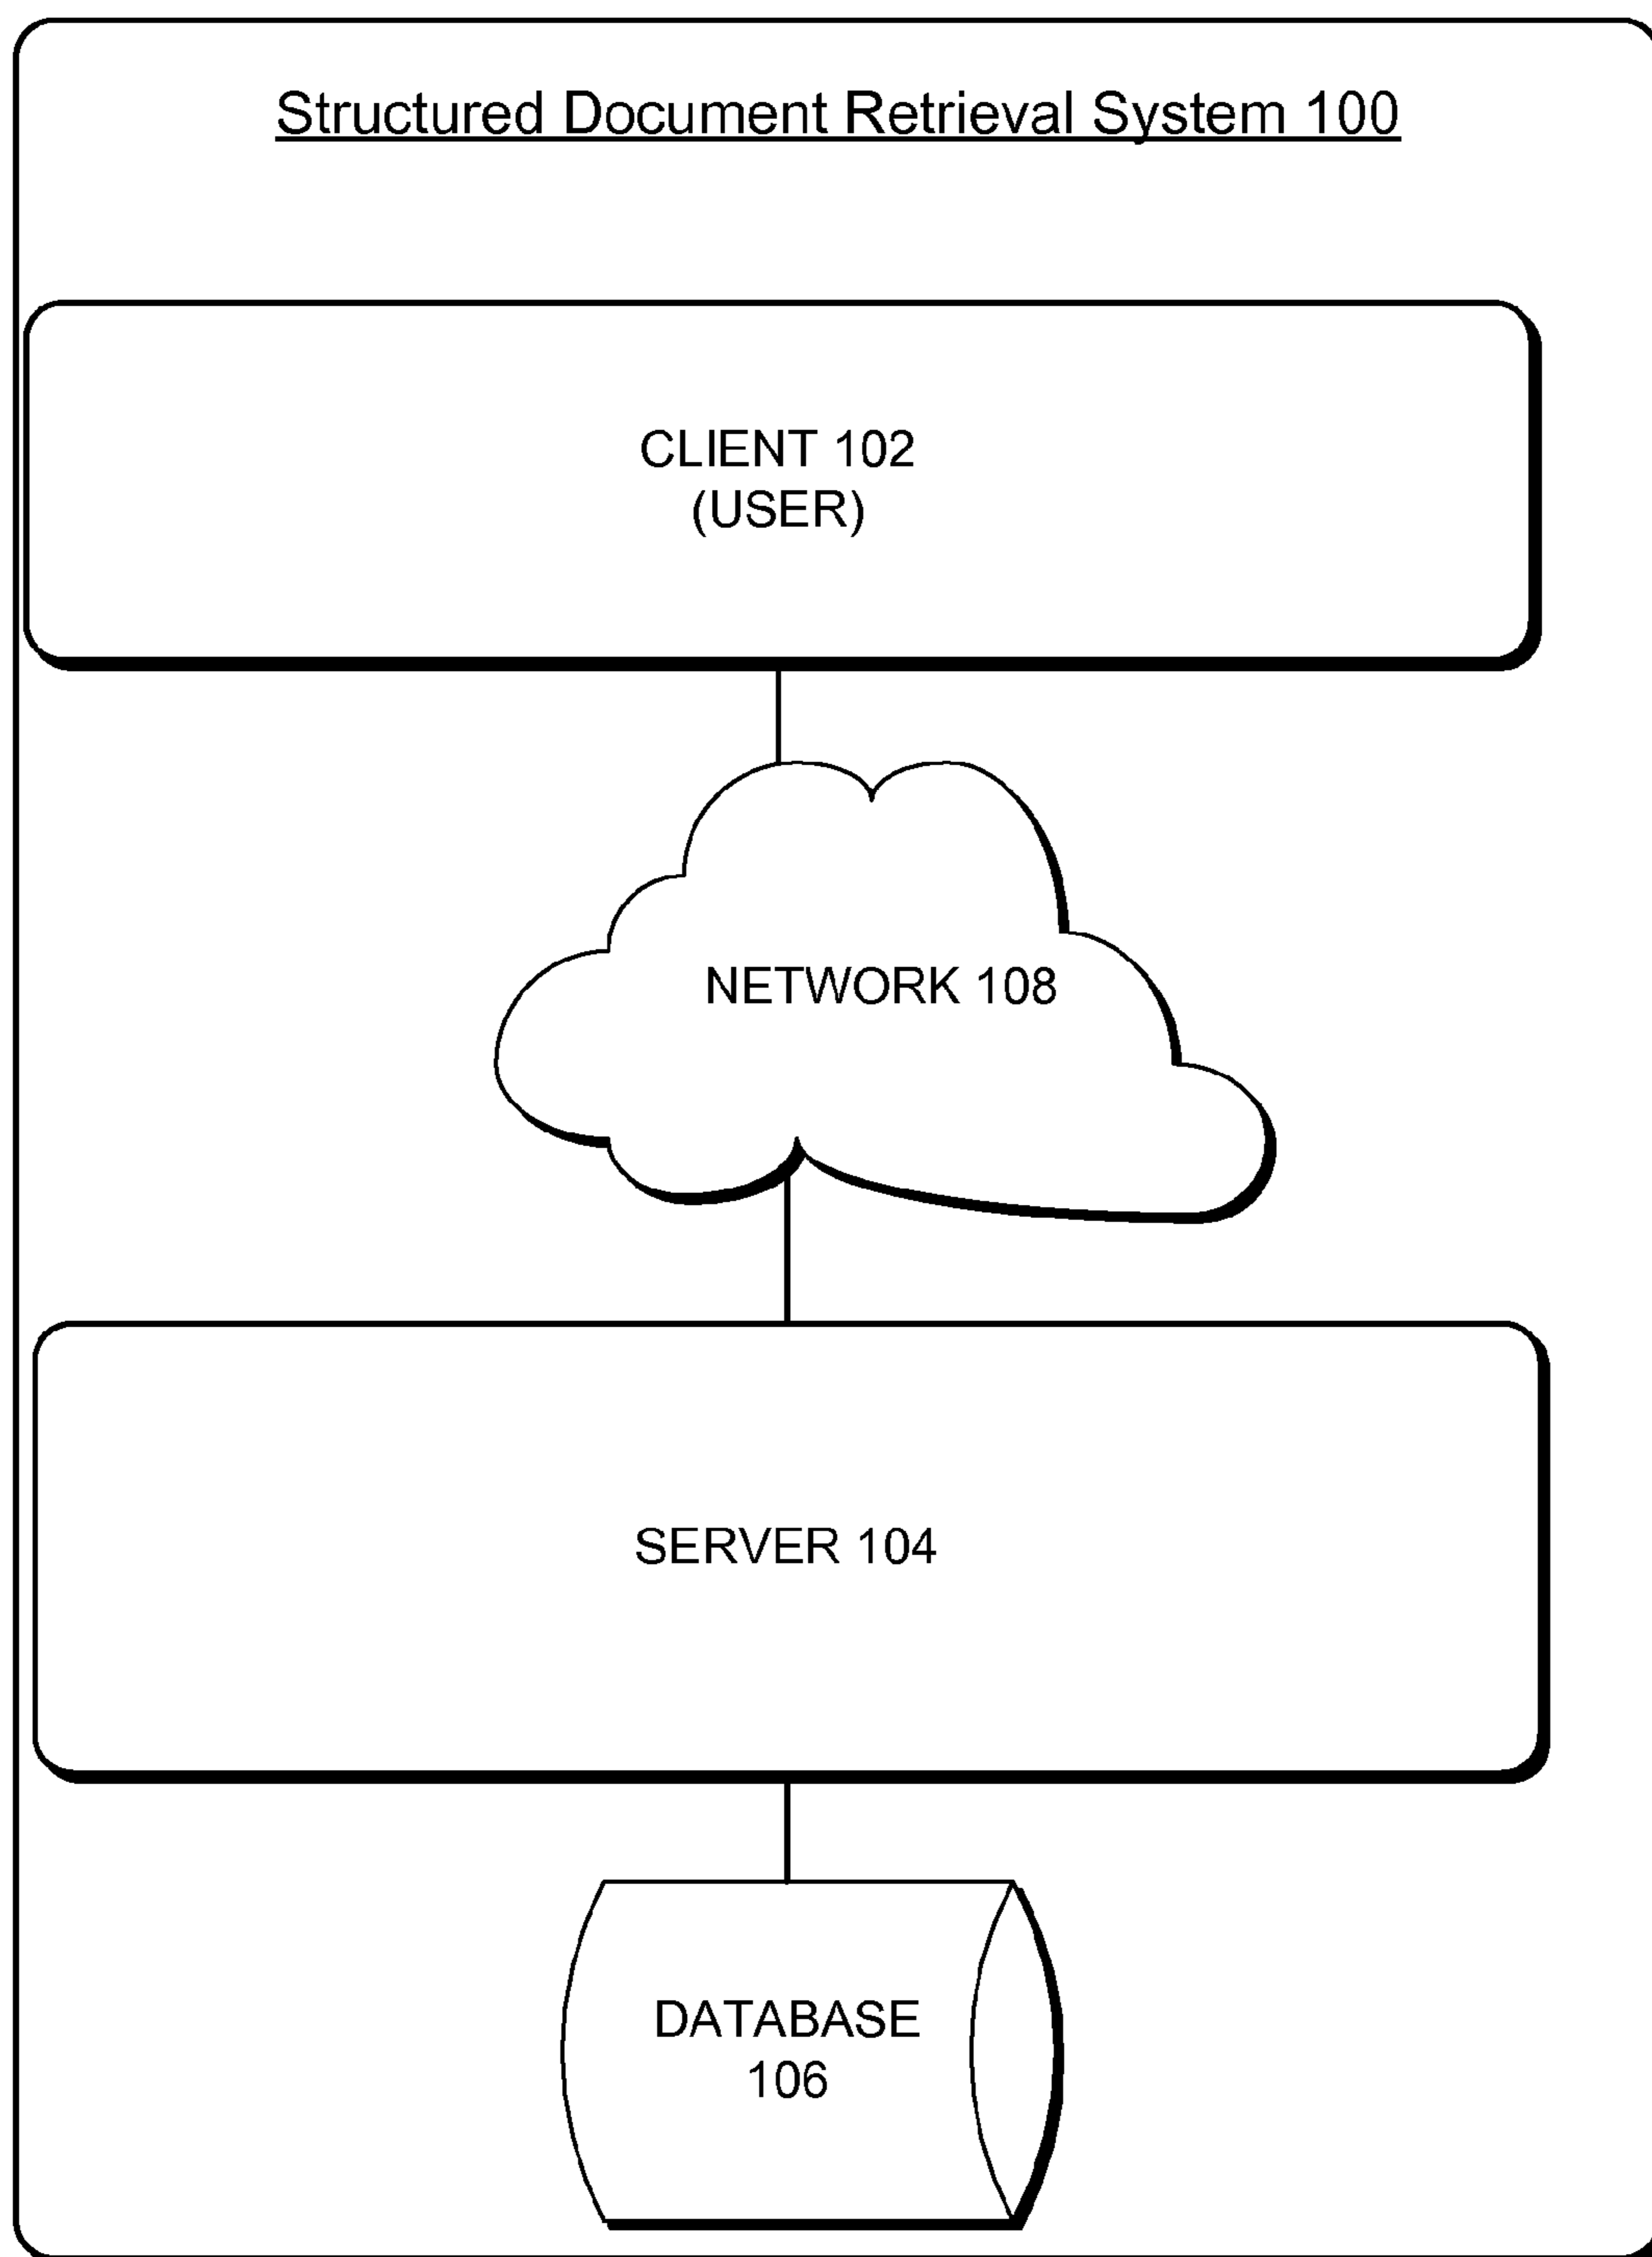 Structured Document Retrieval System 100
CLIENT 102
(USER)
NETWORK 108
SERVER 104
DATABASE
106